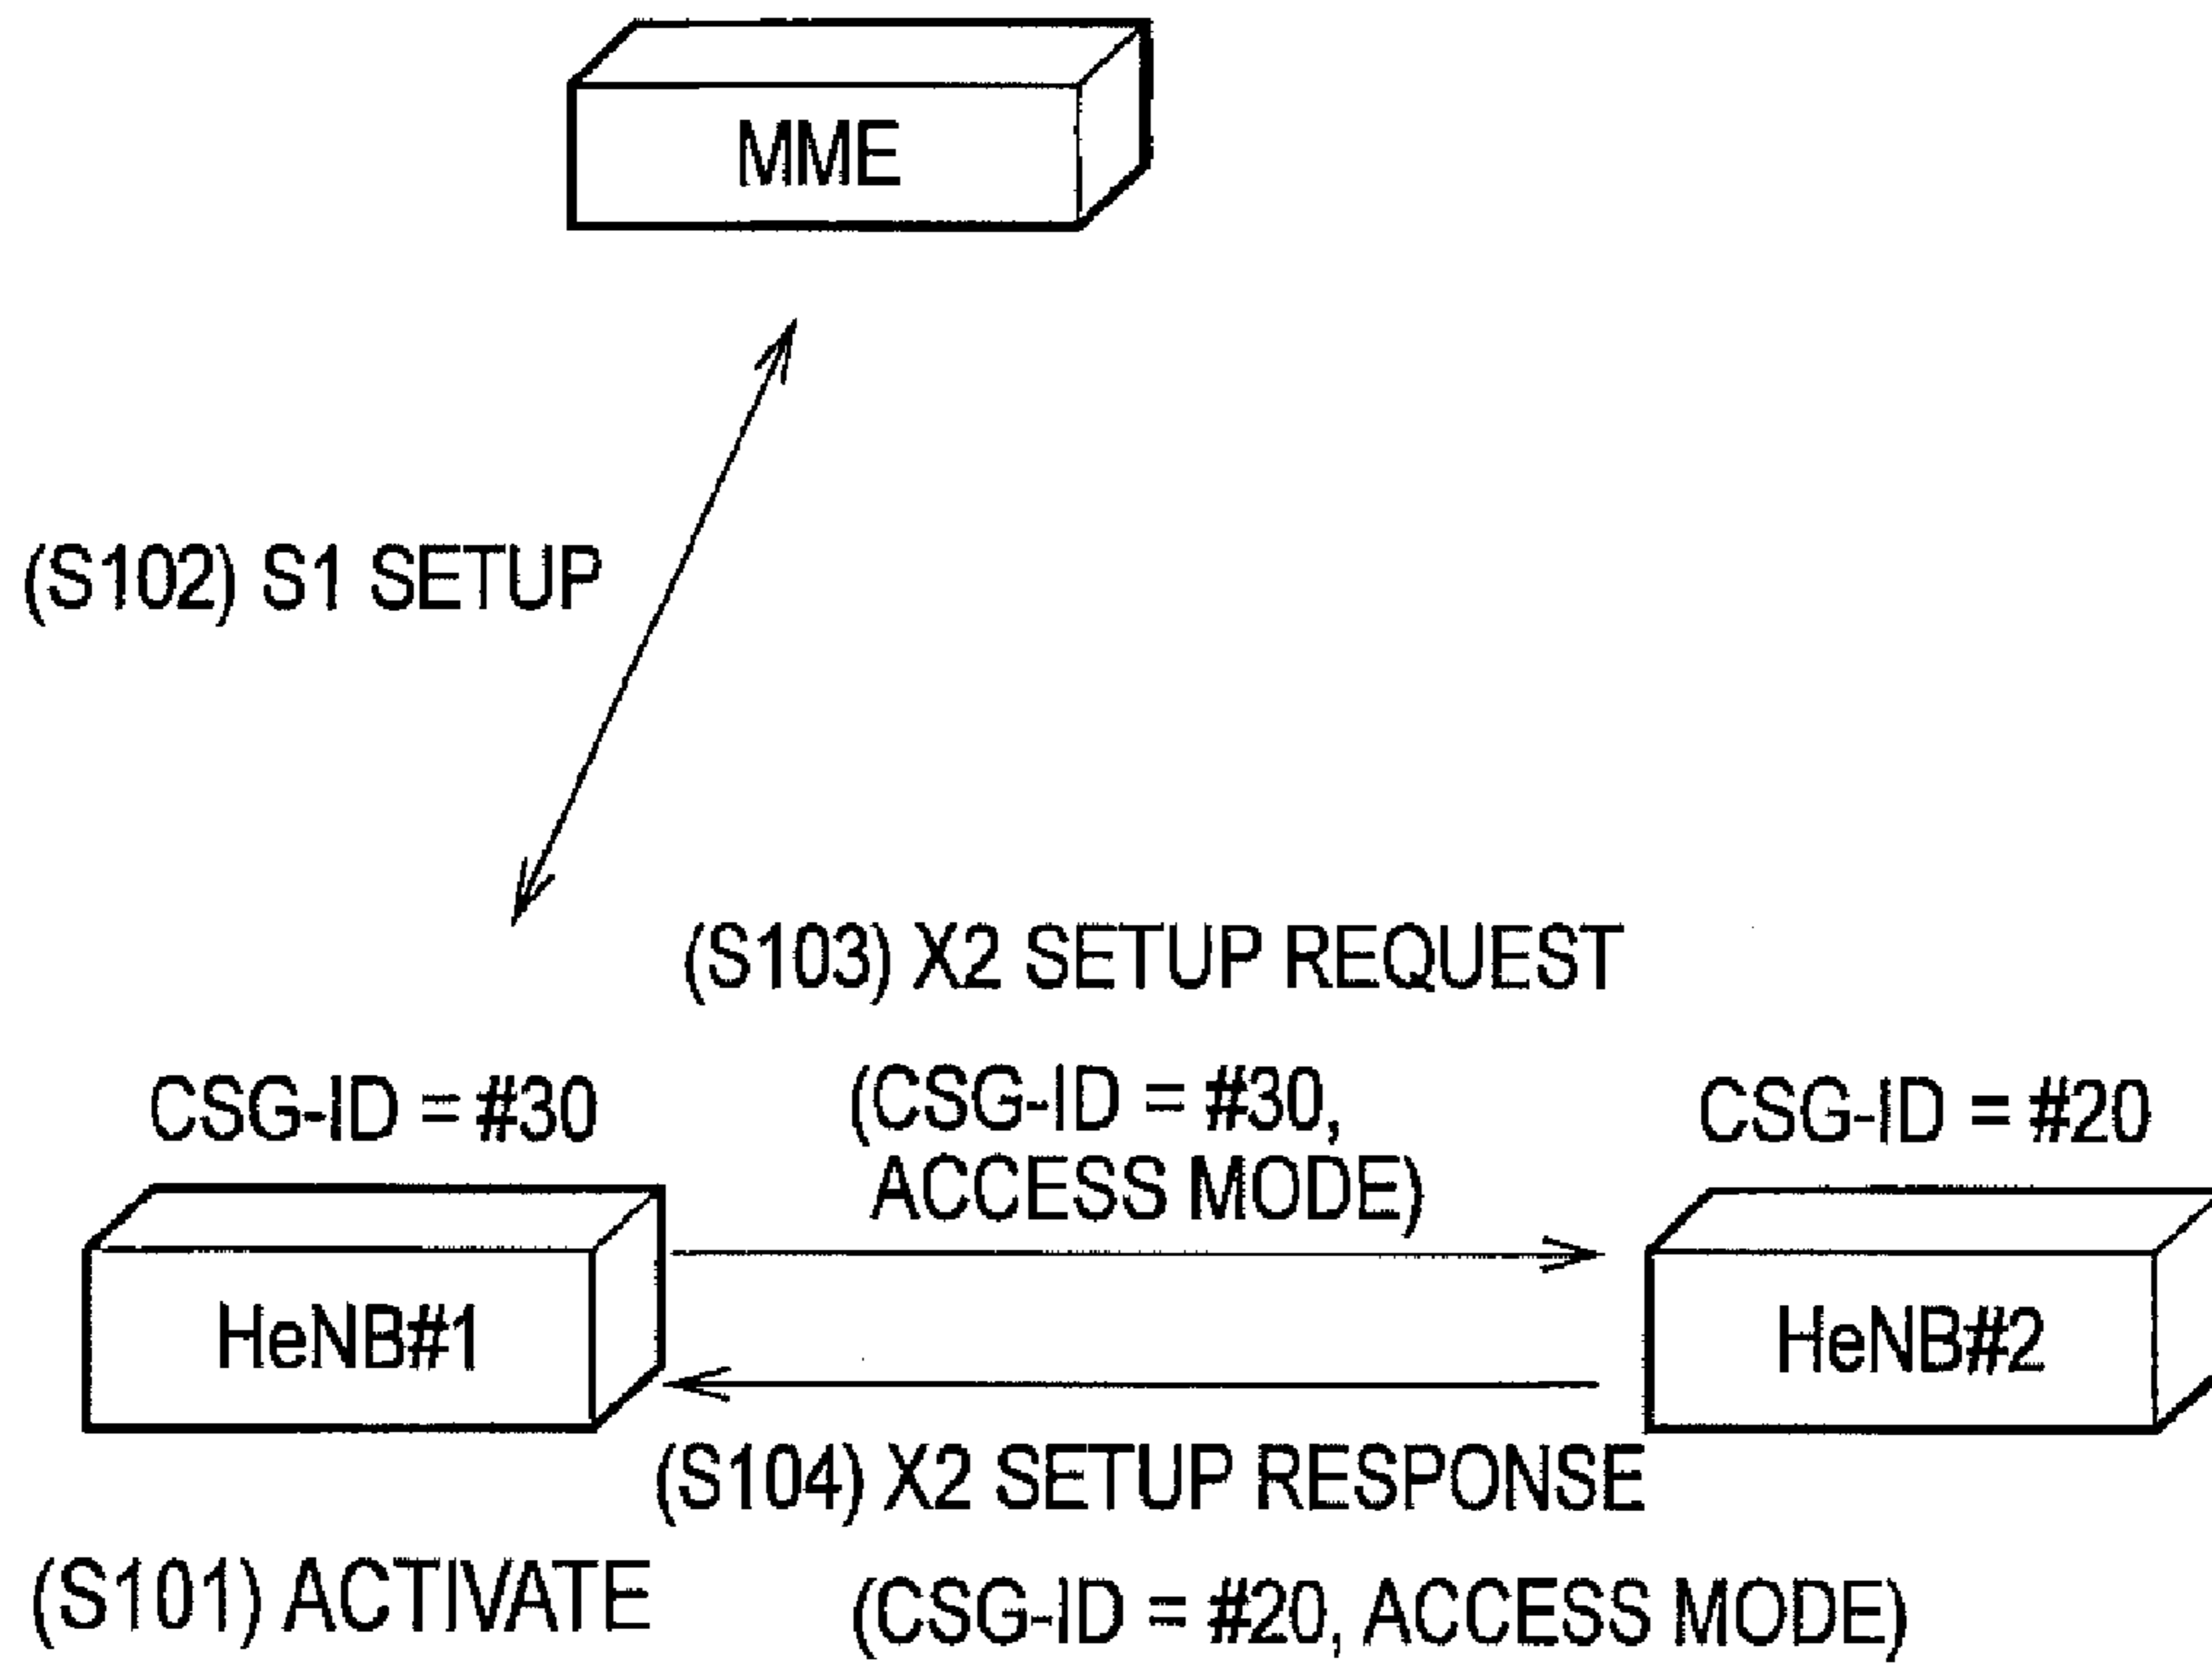 MME
(S102) S1 SETUP
(S103) X2 SETUP REQUEST
CSG-ID = #30
(CSG-ID = #30,
ACCESS MODE)
CSG-ID = #20
HeNB#1
HeNB#2
(S104) X2 SETUP RESPONSE
(S101) ACTIVATE
(CSG-ID = #20, ACCESS MODE)